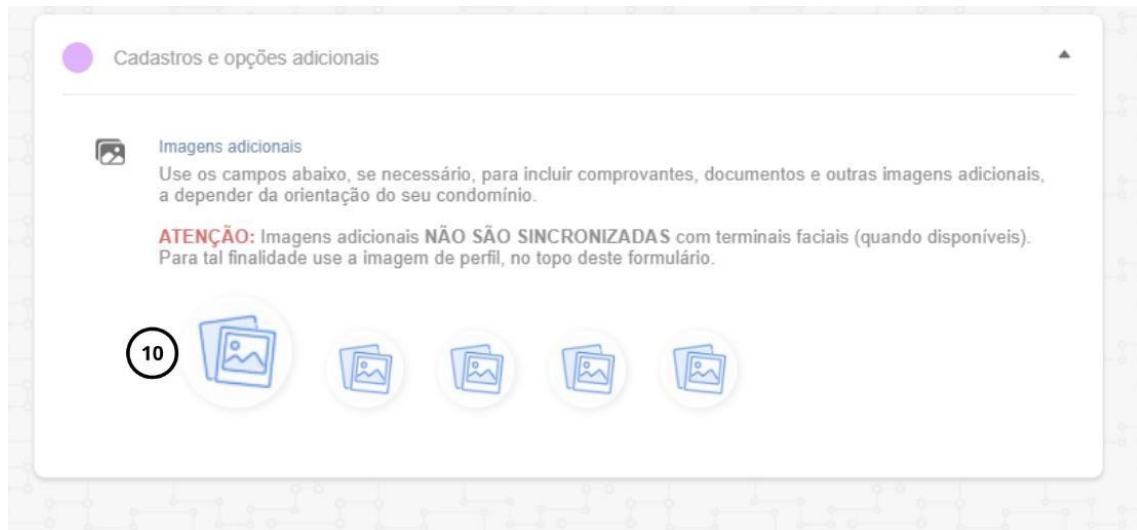 Cadastros e opções adicionais
Imagens adicionais
Use os campos abaixo, se necessário, para incluir comprovantes, documentos e outras imagens adicionais,
a depender da orientação do seu condomínio.
ATENÇÃO: Imagens adicionais NÃO SÃO SINCRONIZADAS com terminais faciais (quando disponíveis).
Para tal finalidade use a imagem de perfil, no topo deste formulário.
10